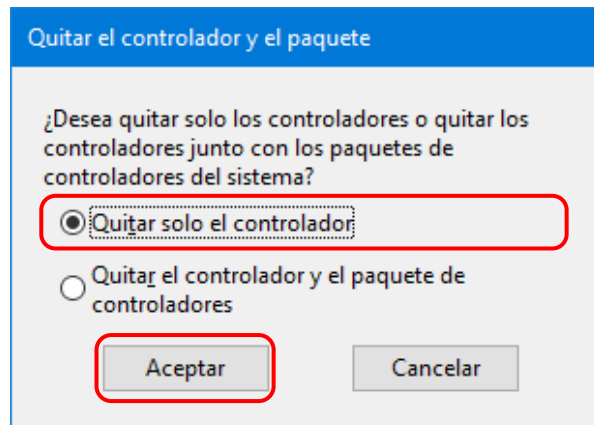 Quitar el controlador y el paquete
¿Desea quitar solo los controladores o quitar los
controladores junto con los paquetes de
controladores del sistema?
Quitar solo el controlador
Quitar el controlador y el paquete de
controladores
Aceptar
Cancelar